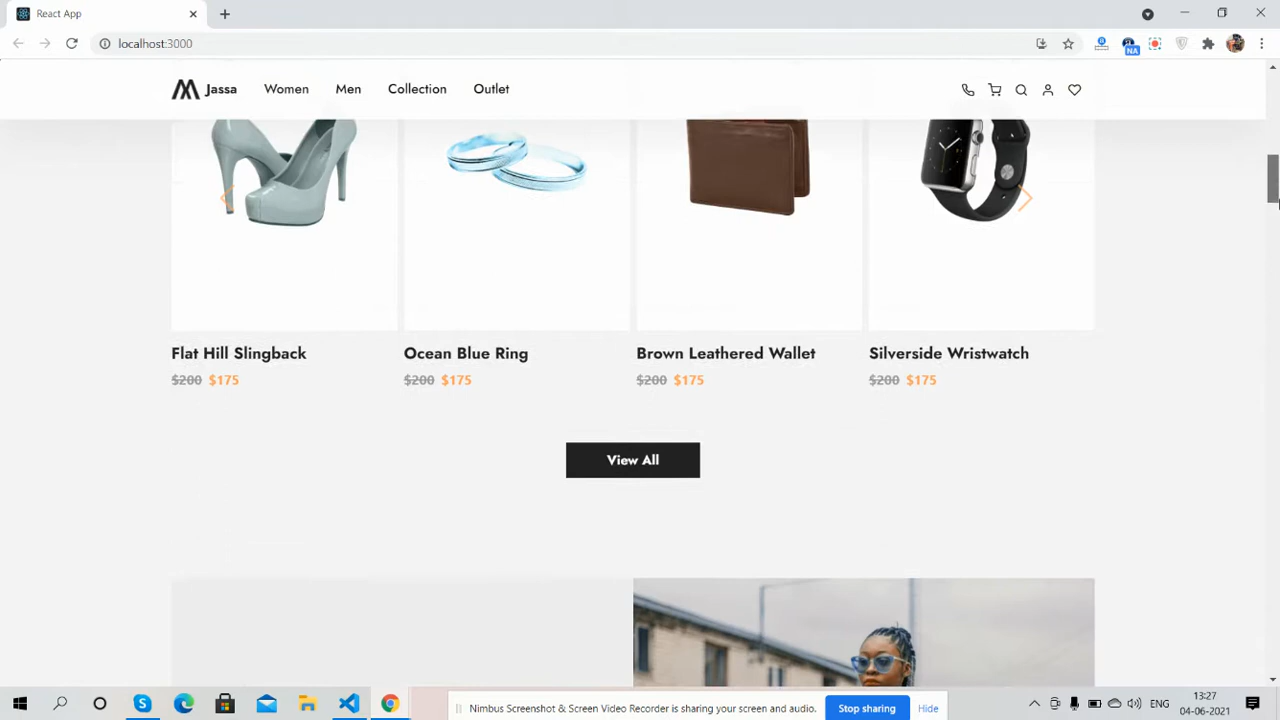 React App
localhost:3000
NA
Jassa Women Men Collection Outlet
Flat Hill Slingback Ocean Blue Ring Brown Leathered Wallet Silverside Wristwatch
$200 $175 $200 $175 $200 $175 $200 $175
View All
Nimbus Screenshot & Screen Video Recorder is sharing your screen and audio. Stop sharing Hide
ENG
13:27
04-06-2021